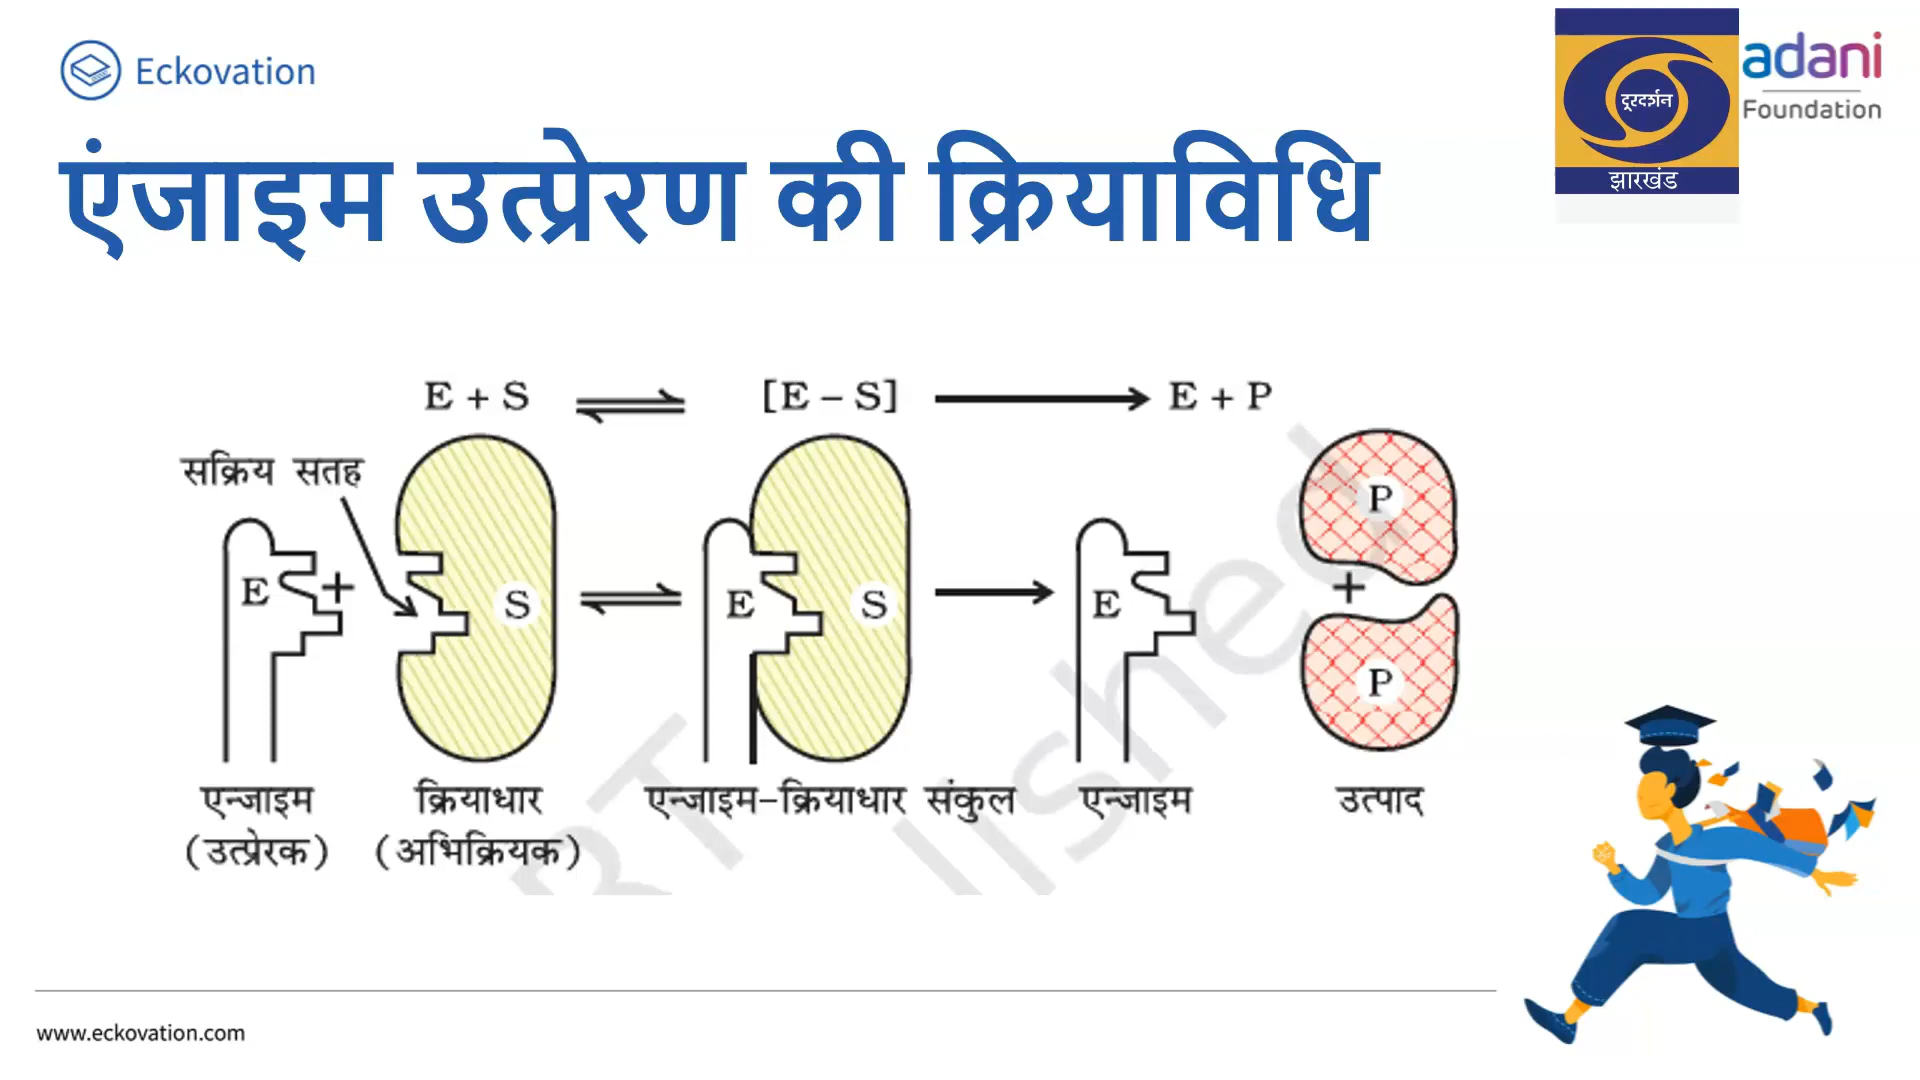 Eckovation
दूरदर्शन
झारखंड
adani
Foundation
एंजाइम उत्प्रेरण की क्रियाविधि
E + S ⇌ [E – S] ⟶ E + P
सक्रिय सतह
E + S ⇌ E S ⟶ E P + P
एन्जाइम क्रियाधार एन्जाइम–क्रियाधार संकुल एन्जाइम उत्पाद
(उत्प्रेरक) (अभिक्रियक)
lished
www.eckovation.com